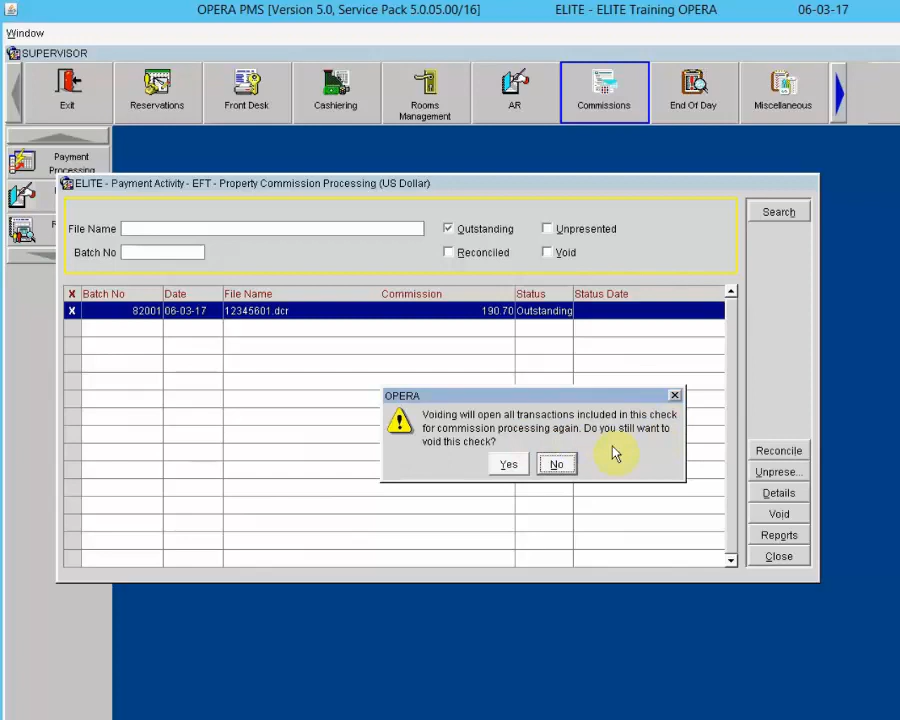 OPERA PMS [Version 5.0, Service Pack 5.0.05.00/16] ELITE - ELITE Training OPERA 06-03-17
Window
SUPERVISOR
Exit Reservations Front Desk Cashiering Rooms Management AR Commissions End Of Day Miscellaneous
Payment
Processing
ELITE - Payment Activity - EFT - Property Commission Processing (US Dollar)
Search
File Name Outstanding Unpresented
Batch No Reconciled Void
X Batch No Date File Name Commission Status Status Date
X 82001 06-03-17 12345601.dcr 190.70 Outstanding
OPERA
Voiding will open all transactions included in this check
for commission processing again. Do you still want to
void this check?
Yes No
Reconcile
Unprese...
Details
Void
Reports
Close